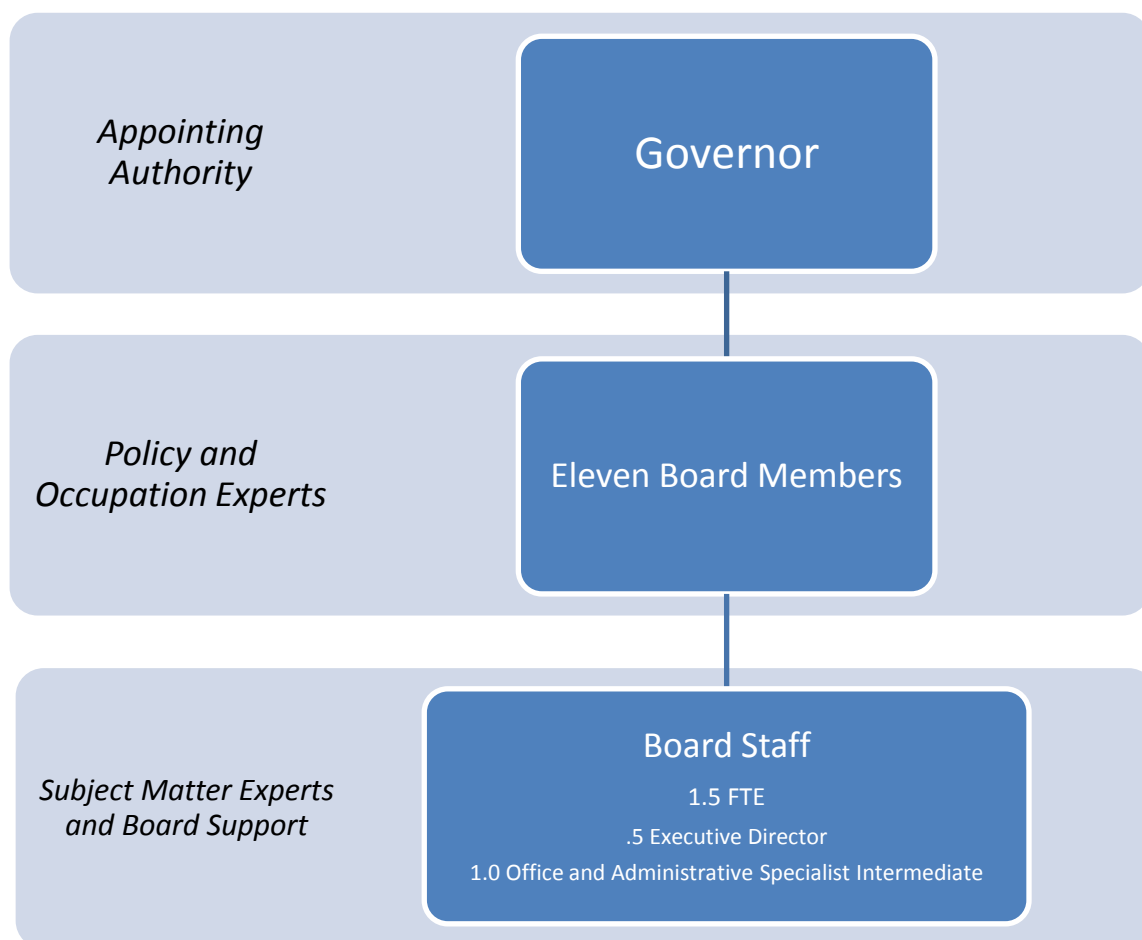 Appointing
Authority
Governor
Policy and
Occupation Experts
Eleven Board Members
Subject Matter Experts
and Board Support
Board Staff
1.5 FTE
.5 Executive Director
1.0 Office and Administrative Specialist Intermediate